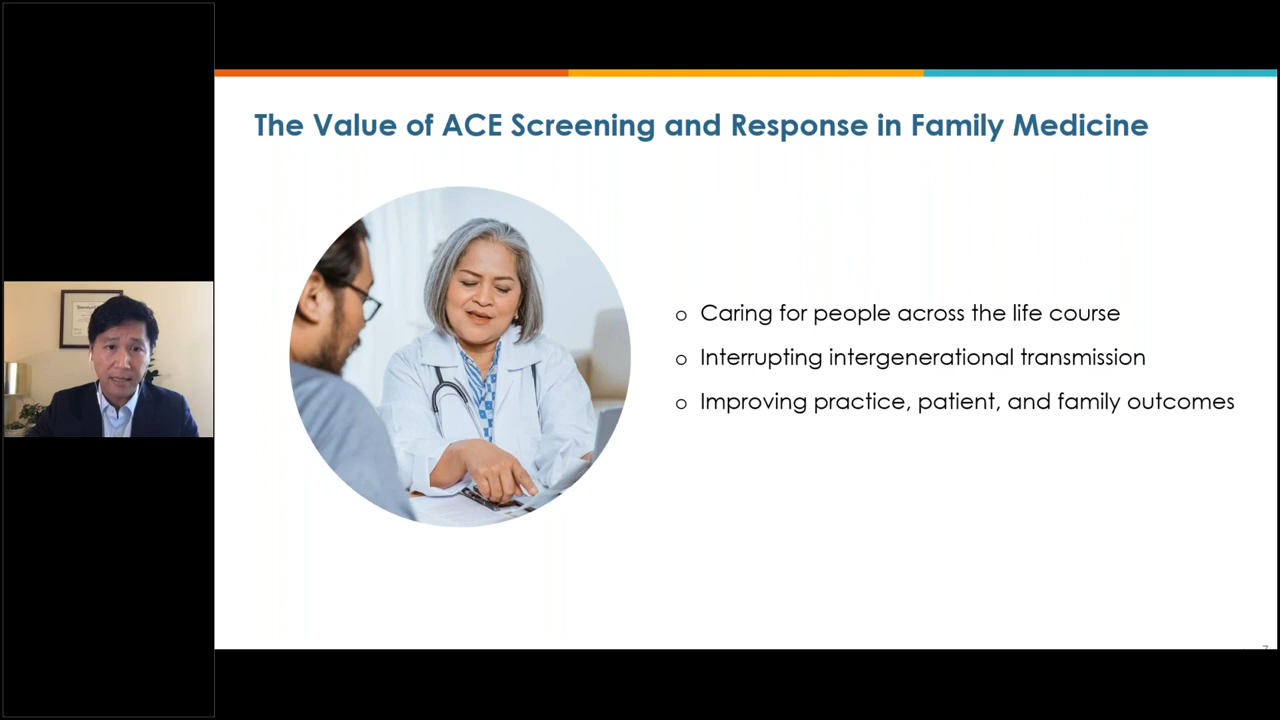 The Value of ACE Screening and Response in Family Medicine
o Caring for people across the life course
o Interrupting intergenerational transmission
o Improving practice, patient, and family outcomes